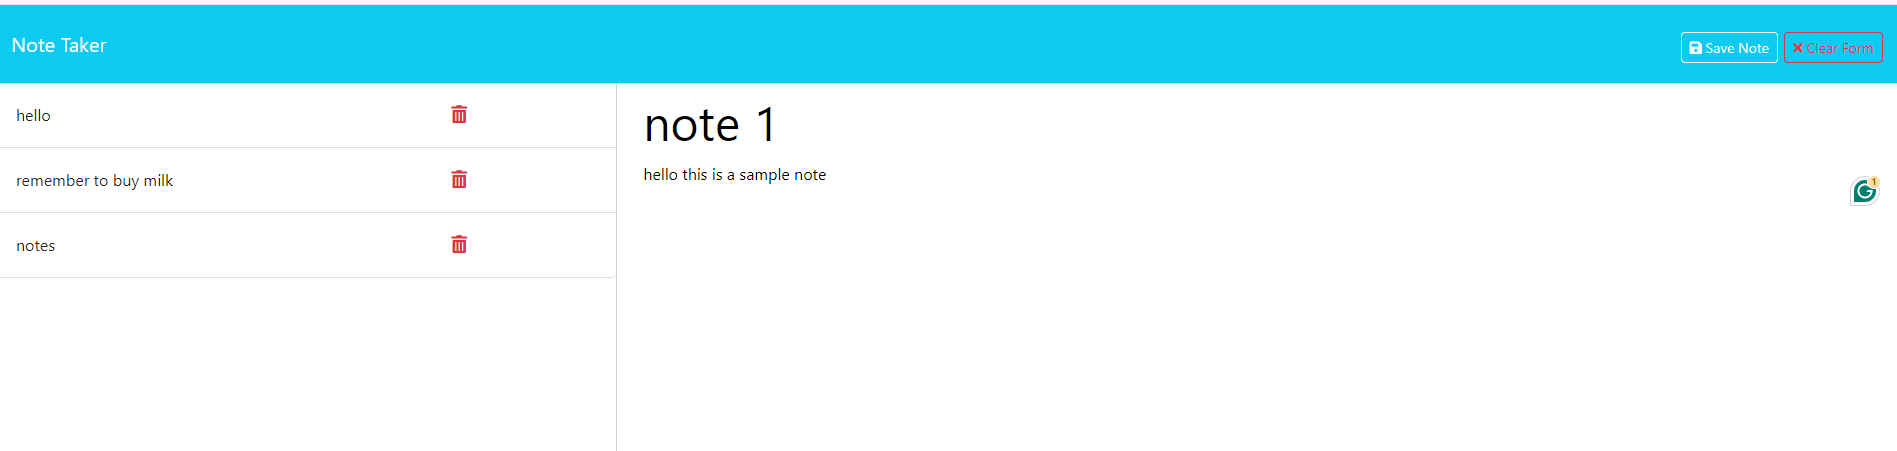 Note Taker
Save Note
Clear Form
hello
remember to buy milk
notes
note 1
hello this is a sample note
1